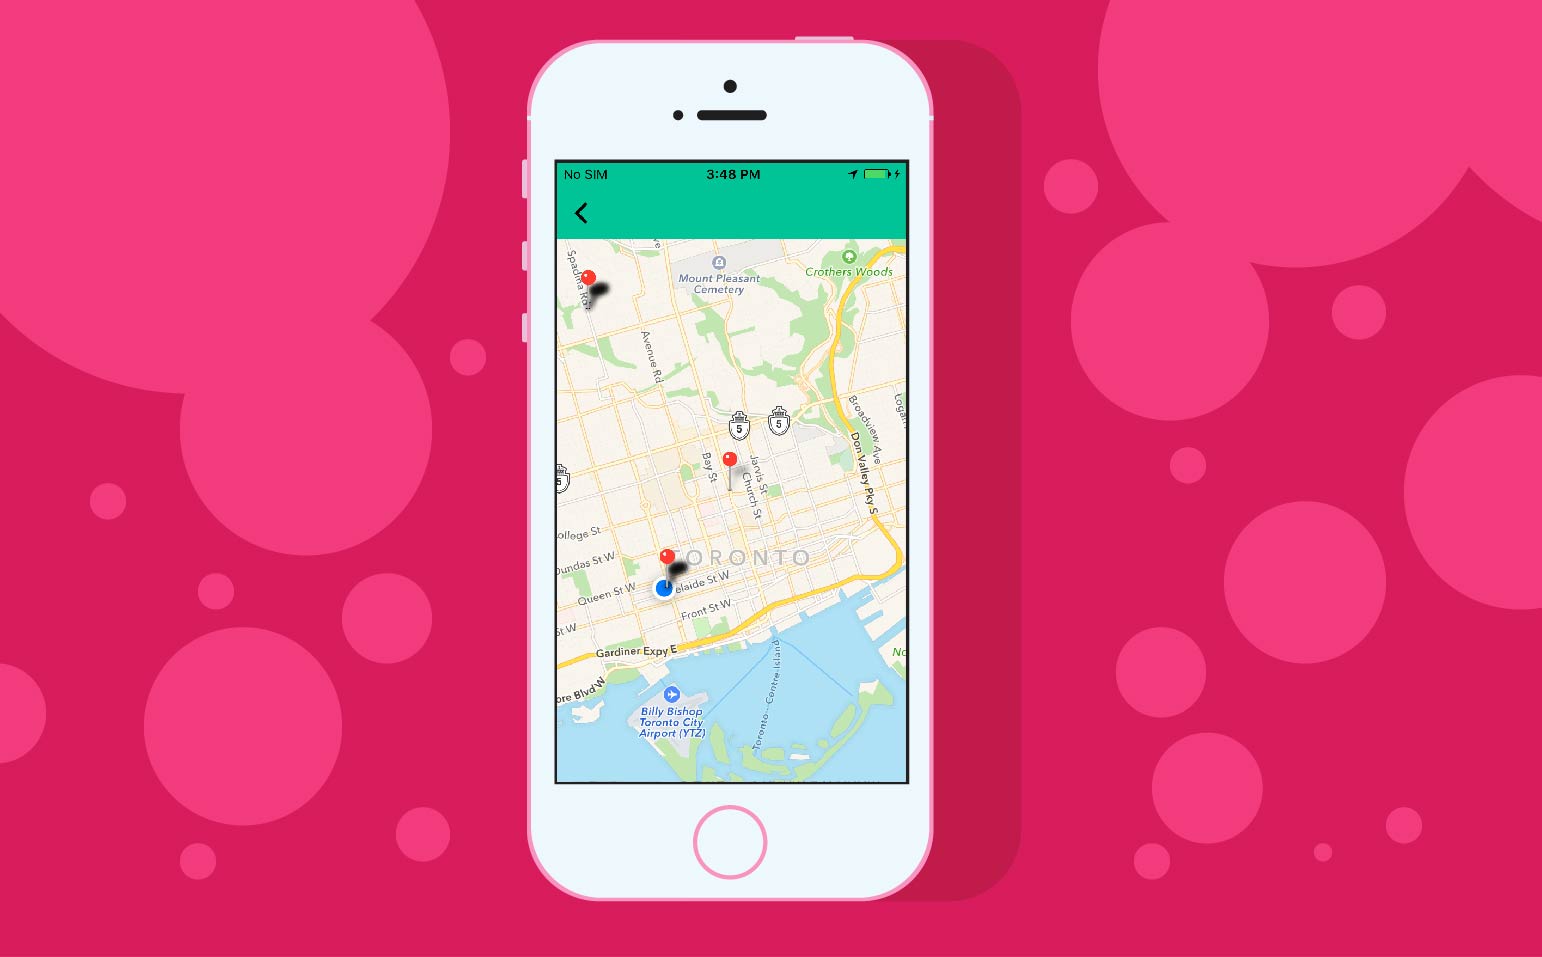 No SIM
3:48 PM
Spadina Rd
Mount Pleasant
Cemetery
Crothers Woods
Avenue Rd
5
5
Broadview Ave
Bay St
Jarvis St
Church St
Don Valley Pky S
5
ollege St
Dundas St W
TORONTO
Queen St W
elaide St W
Front St W
St W
Gardiner Expy E
No
ore Blvd W
Billy Bishop
Toronto City
Airport (YTZ)
Toronto - Centre Island